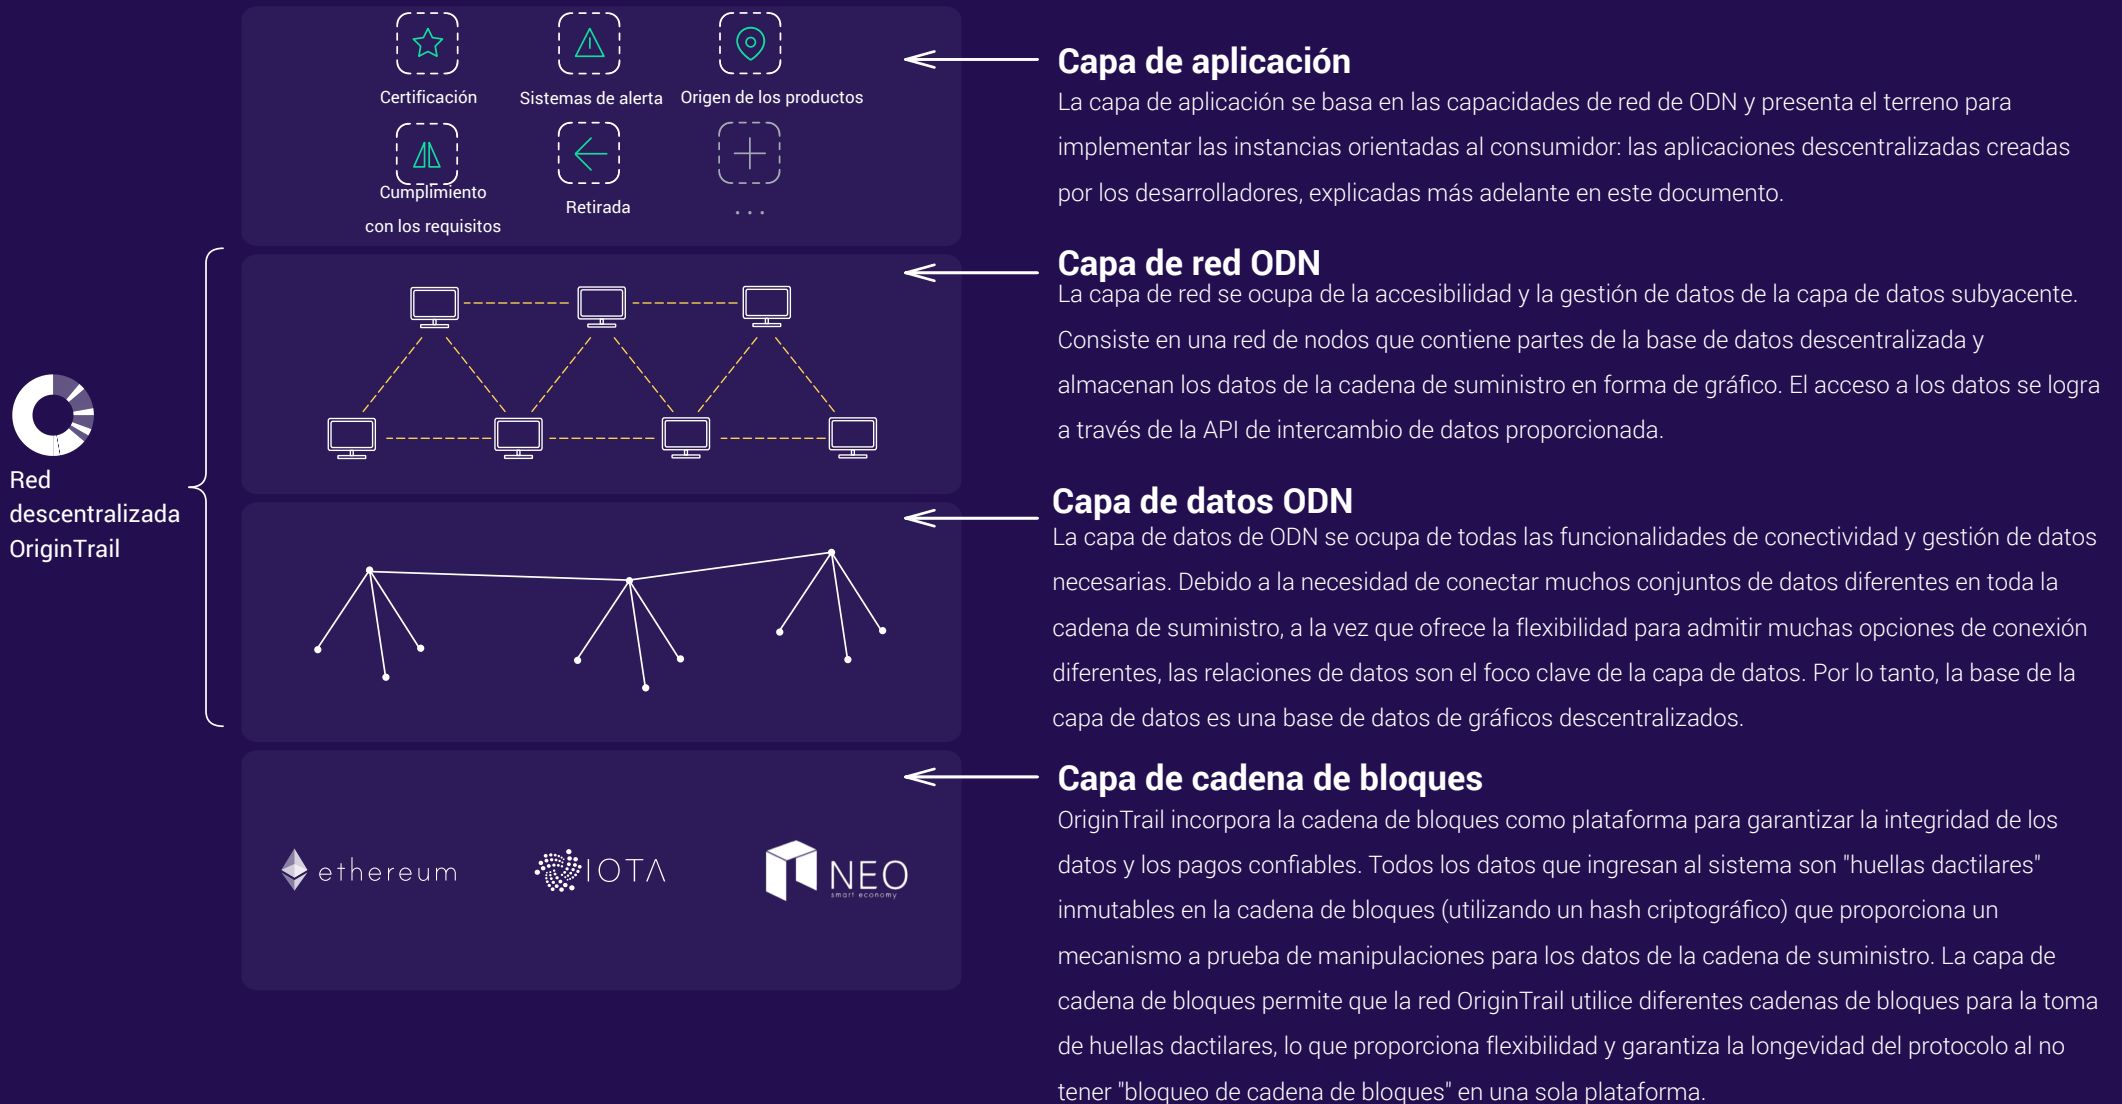 Certificación
Sistemas de alerta
Origen de los productos
Cumplimiento
con los requisitos
Retirada
...
Red
descentralizada
OriginTrail
ethereum
IOTA
NEO
smart economy
Capa de aplicación
La capa de aplicación se basa en las capacidades de red de ODN y presenta el terreno para
implementar las instancias orientadas al consumidor: las aplicaciones descentralizadas creadas
por los desarrolladores, explicadas más adelante en este documento.
Capa de red ODN
La capa de red se ocupa de la accesibilidad y la gestión de datos de la capa de datos subyacente.
Consiste en una red de nodos que contiene partes de la base de datos descentralizada y
almacenan los datos de la cadena de suministro en forma de gráfico. El acceso a los datos se logra
a través de la API de intercambio de datos proporcionada.
Capa de datos ODN
La capa de datos de ODN se ocupa de todas las funcionalidades de conectividad y gestión de datos
necesarias. Debido a la necesidad de conectar muchos conjuntos de datos diferentes en toda la
cadena de suministro, a la vez que ofrece la flexibilidad para admitir muchas opciones de conexión
diferentes, las relaciones de datos son el foco clave de la capa de datos. Por lo tanto, la base de la
capa de datos es una base de datos de gráficos descentralizados.
Capa de cadena de bloques
OriginTrail incorpora la cadena de bloques como plataforma para garantizar la integridad de los
datos y los pagos confiables. Todos los datos que ingresan al sistema son "huellas dactilares"
inmutables en la cadena de bloques (utilizando un hash criptográfico) que proporciona un
mecanismo a prueba de manipulaciones para los datos de la cadena de suministro. La capa de
cadena de bloques permite que la red OriginTrail utilice diferentes cadenas de bloques para la toma
de huellas dactilares, lo que proporciona flexibilidad y garantiza la longevidad del protocolo al no
tener "bloqueo de cadena de bloques" en una sola plataforma.